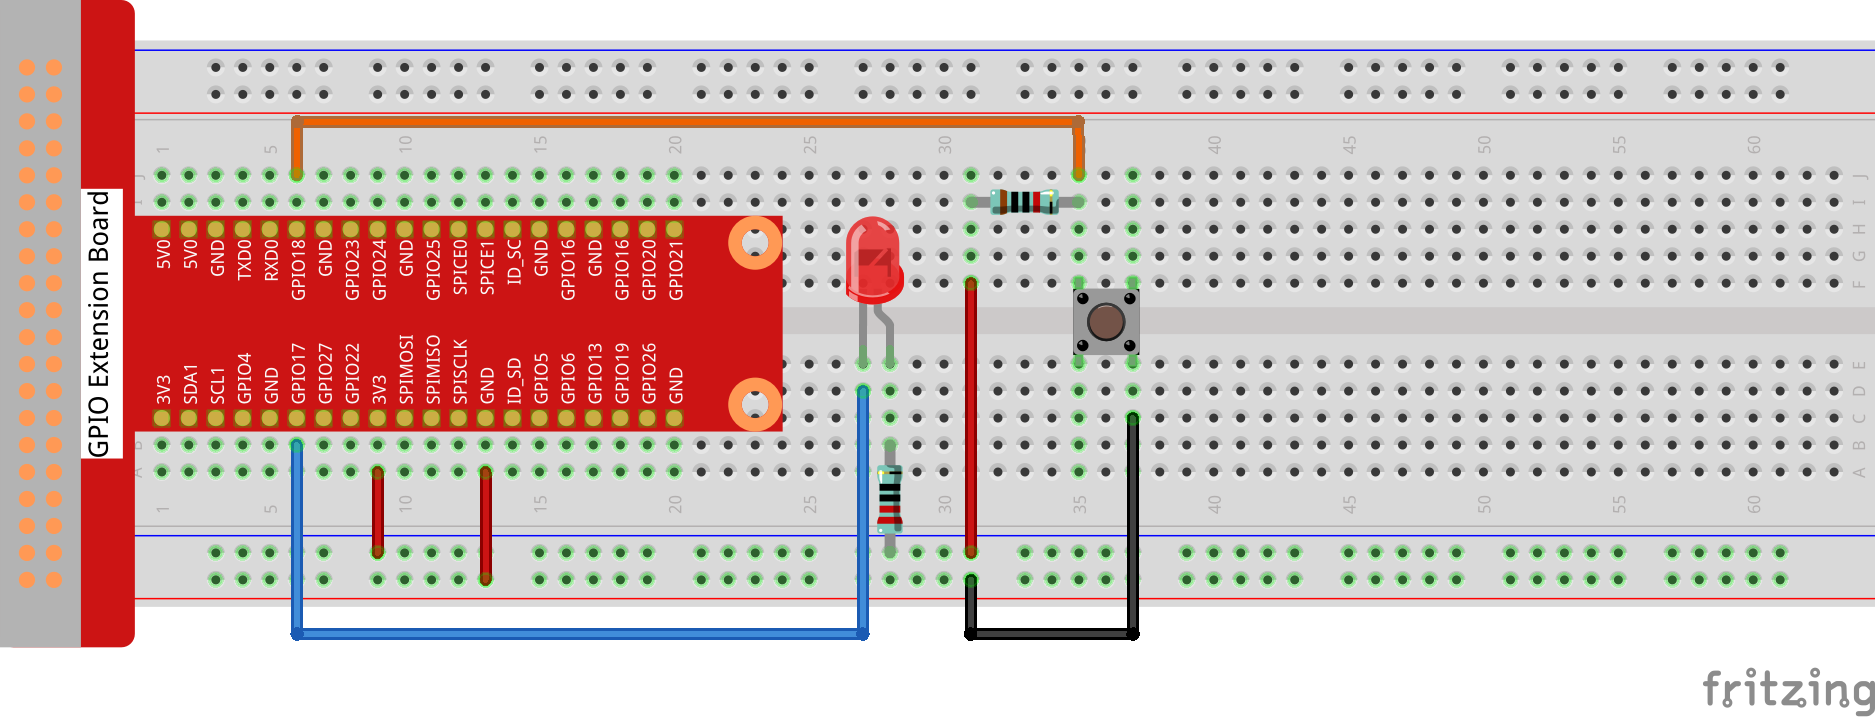 GPIO Extension Board
1 5 10 15 20 25 30 40 45 50 55 60
J J
I I
H
G
F
5V0 5V0 GND TXD0 RXD0 GPIO18 GND GPIO23 GPIO24 GND GPIO25 SPICE0 SPICE1 ID_SC GND GPIO16 GND GPIO16 GPIO20 GPIO21
3V3 SDA1 SCL1 GPIO4 GND GPIO17 GPIO27 GPIO22 3V3 SPIMOSI SPIMISO SPISCLK GND ID_SD GPIO5 GPIO6 GPIO13 GPIO19 GPIO26 GND
E
D
C
B B
A A
1 5 10 15 20 25 30 35 40 45 50 55 60
fritzing